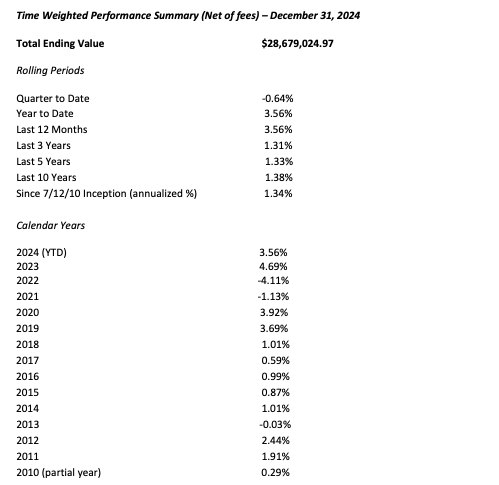 Time Weighted Performance Summary (Net of fees) – December 31, 2024
Total Ending Value $28,679,024.97
Rolling Periods
Quarter to Date -0.64%
Year to Date 3.56%
Last 12 Months 3.56%
Last 3 Years 1.31%
Last 5 Years 1.33%
Last 10 Years 1.38%
Since 7/12/10 Inception (annualized %) 1.34%
Calendar Years
2024 (YTD) 3.56%
2023 4.69%
2022 -4.11%
2021 -1.13%
2020 3.92%
2019 3.69%
2018 1.01%
2017 0.59%
2016 0.99%
2015 0.87%
2014 1.01%
2013 -0.03%
2012 2.44%
2011 1.91%
2010 (partial year) 0.29%